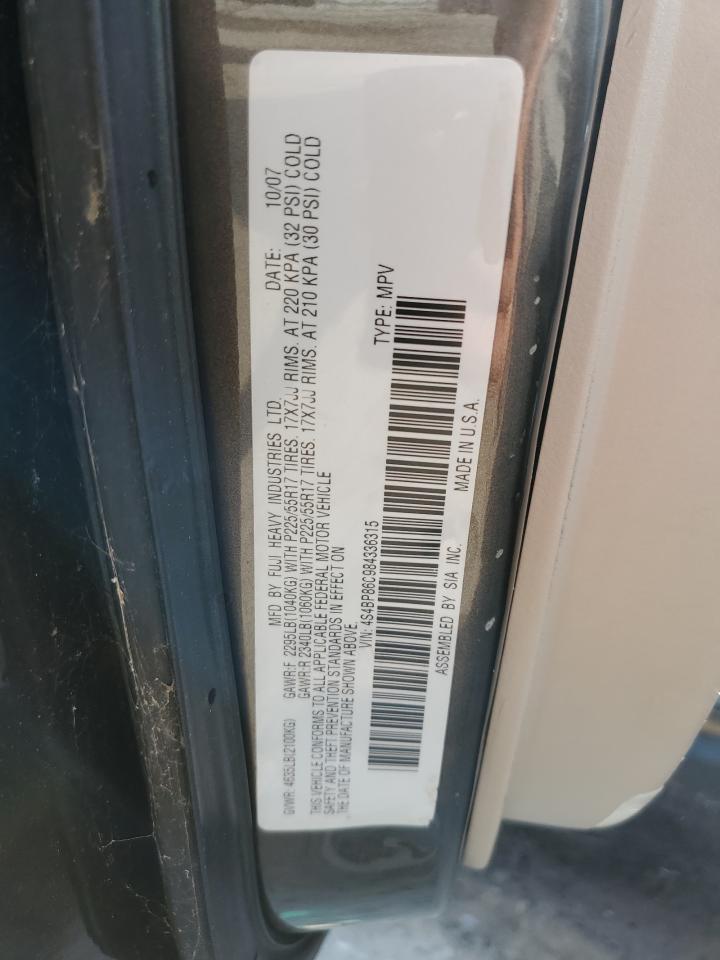 MFD BY FUJI HEAVY INDUSTRIES LTD. DATE: 10/07
GVWR: 4635LB(2100KG) GAWR:F 2295LB(1040KG) WITH P225/55R17 TIRES. 17X7JJ RIMS. AT 220 KPA (32 PSI) COLD
GAWR:R 2340LB(1060KG) WITH P225/55R17 TIRES. 17X7JJ RIMS. AT 210 KPA (30 PSI) COLD
THIS VEHICLE CONFORMS TO ALL APPLICABLE FEDERAL MOTOR VEHICLE
SAFETY AND THEFT PREVENTION STANDARDS IN EFFECT ON
THE DATE OF MANUFACTURE SHOWN ABOVE.
VIN: 4S4BP86C984336315 TYPE: MPV
ASSEMBLED BY SIA INC. MADE IN U.S.A.